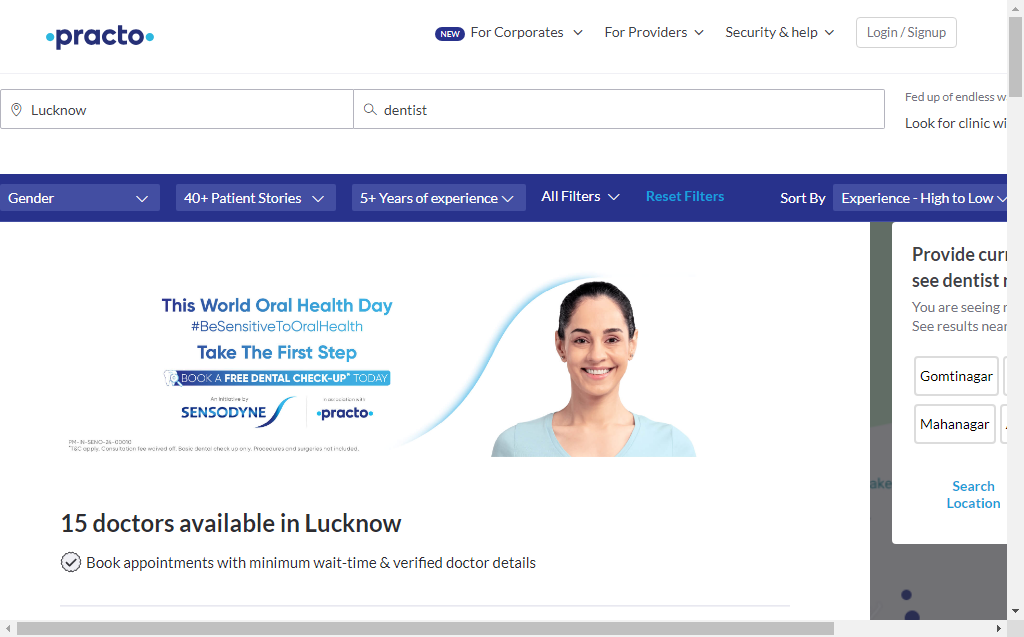 practo
NEW For Corporates
For Providers
Security & help
Login / Signup
Lucknow
dentist
Fed up of endless w
Look for clinic wi
Gender
40+ Patient Stories
5+ Years of experience
All Filters
Reset Filters
Sort By
Experience - High to Low
This World Oral Health Day
#BeSensitiveToOralHealth
Take The First Step
BOOK A FREE DENTAL CHECK-UP* TODAY
An Initiative by
SENSODYNE
In association with
practo
PM-IN-SENO-24-00010
*T&C apply. Consultation fee waived off. Basic dental check up only. Procedures and surgeries not included.
Provide curr
see dentist r
You are seeing r
See results near
Gomtinagar
Mahanagar
ake
Search
Location
15 doctors available in Lucknow
Book appointments with minimum wait-time & verified doctor details